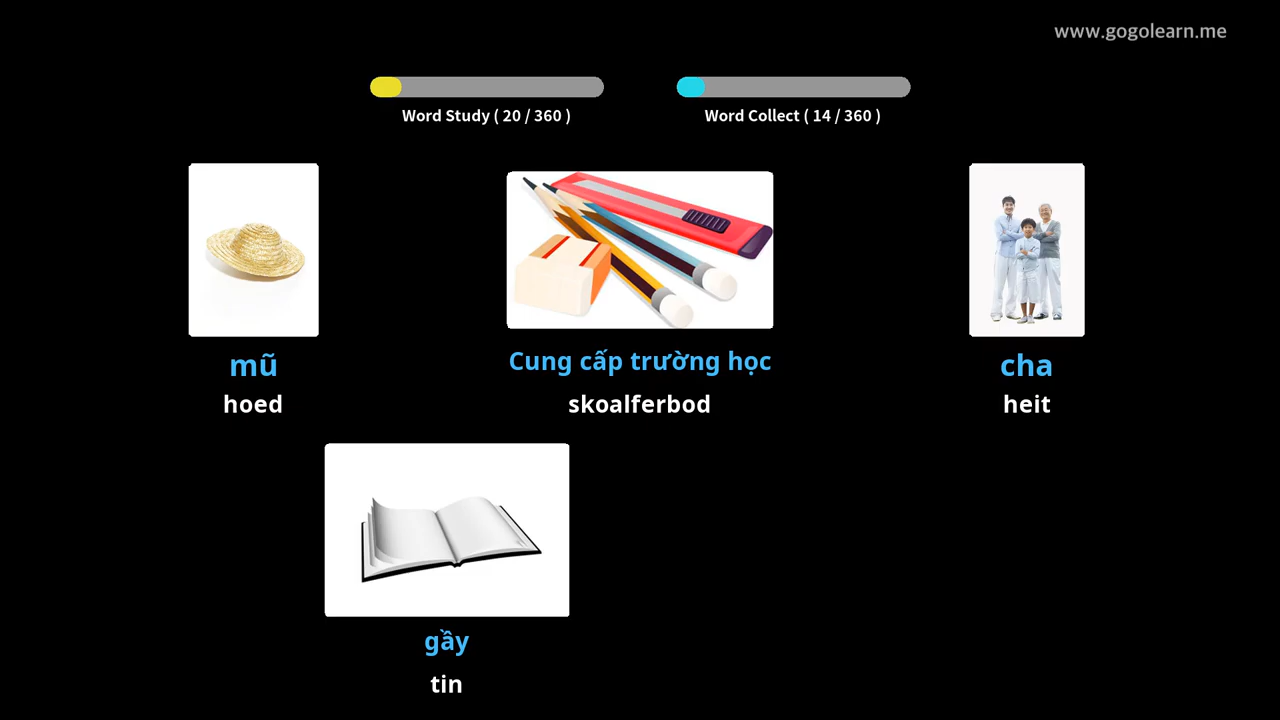 www.gogolearn.me
Word Study ( 20 / 360 )
Word Collect ( 14 / 360 )
mũ
Cung cấp trường học
cha
hoed
skoalferbod
heit
gầy
tin